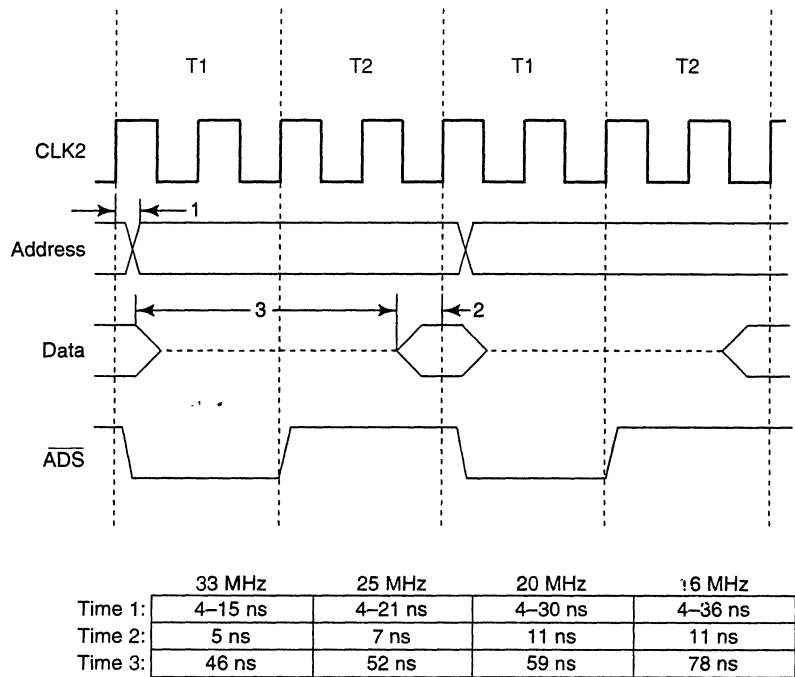 T1 T2 T1 T2
CLK2
1
Address
3 2
Data
ADS
33 MHz 25 MHz 20 MHz 16 MHz
Time 1: 4–15 ns 4–21 ns 4–30 ns 4–36 ns
Time 2: 5 ns 7 ns 11 ns 11 ns
Time 3: 46 ns 52 ns 59 ns 78 ns